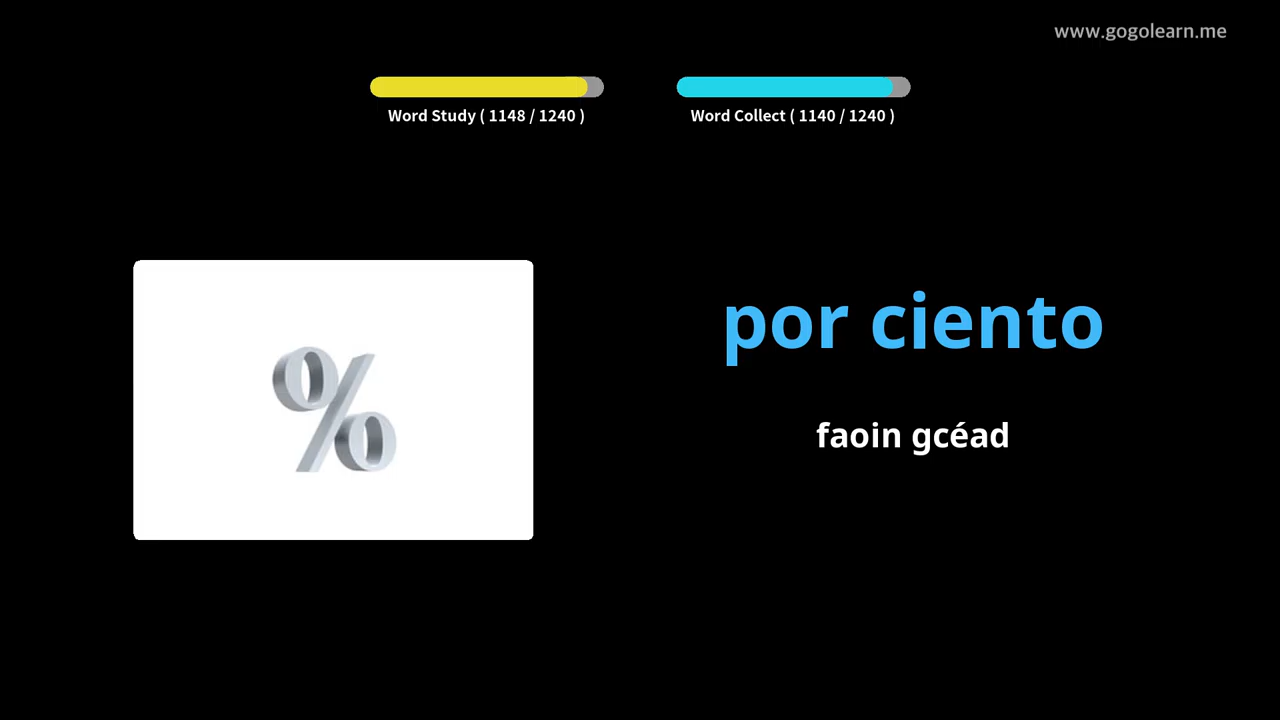 www.gogolearn.me
Word Study ( 1148 / 1240 )
Word Collect ( 1140 / 1240 )
%
por ciento
faoin gcéad